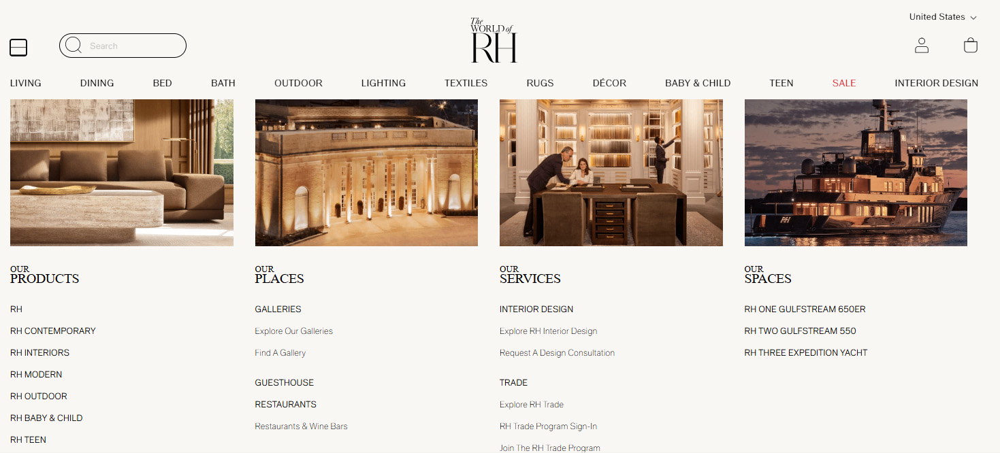 United States
Search
The
WORLD of
RH
LIVING
DINING
BED
BATH
OUTDOOR
LIGHTING
TEXTILES
RUGS
DÉCOR
BABY & CHILD
TEEN
SALE
INTERIOR DESIGN
RH
OUR
PRODUCTS
RH
RH CONTEMPORARY
RH INTERIORS
RH MODERN
RH OUTDOOR
RH BABY & CHILD
RH TEEN
OUR
PLACES
GALLERIES
Explore Our Galleries
Find A Gallery
GUESTHOUSE
RESTAURANTS
Restaurants & Wine Bars
OUR
SERVICES
INTERIOR DESIGN
Explore RH Interior Design
Request A Design Consultation
TRADE
Explore RH Trade
RH Trade Program Sign-In
Join The RH Trade Program
OUR
SPACES
RH ONE GULFSTREAM 650ER
RH TWO GULFSTREAM 550
RH THREE EXPEDITION YACHT